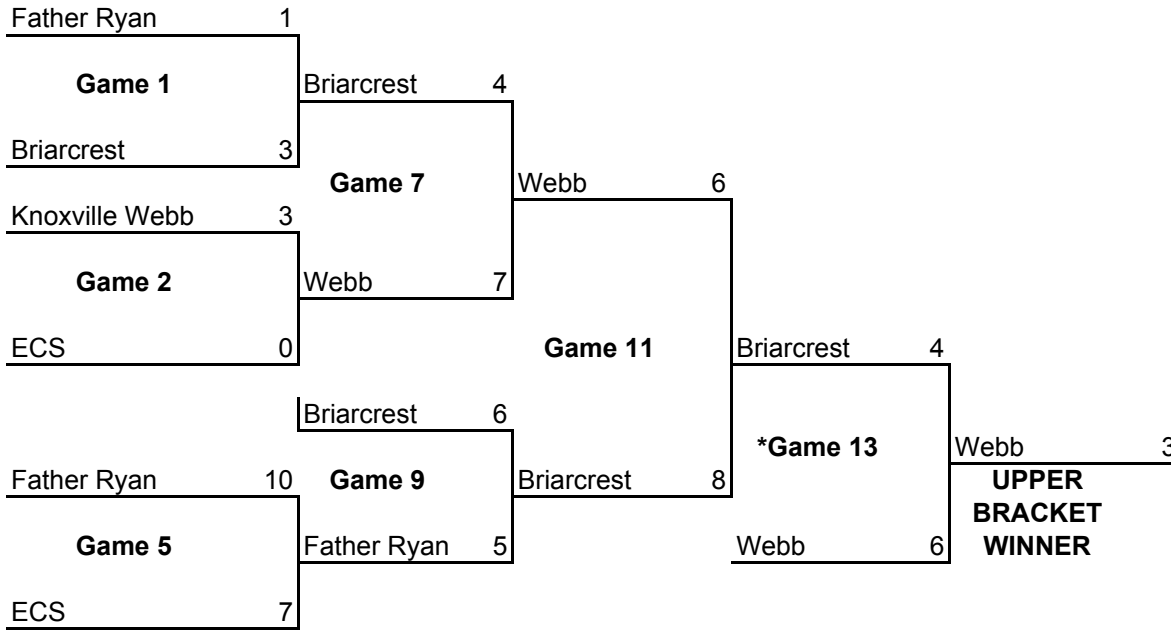 Father Ryan 1
Game 1
Briarcrest 4
Briarcrest 3
Game 7
Webb 6
Knoxville Webb 3
Game 2
Webb 7
ECS 0
Game 11
Briarcrest 4
Briarcrest 6
*Game 13
Webb 3
Father Ryan 10
Game 9
Briarcrest 8
UPPER
BRACKET
WINNER
Game 5
Father Ryan 5
Webb 6
ECS 7